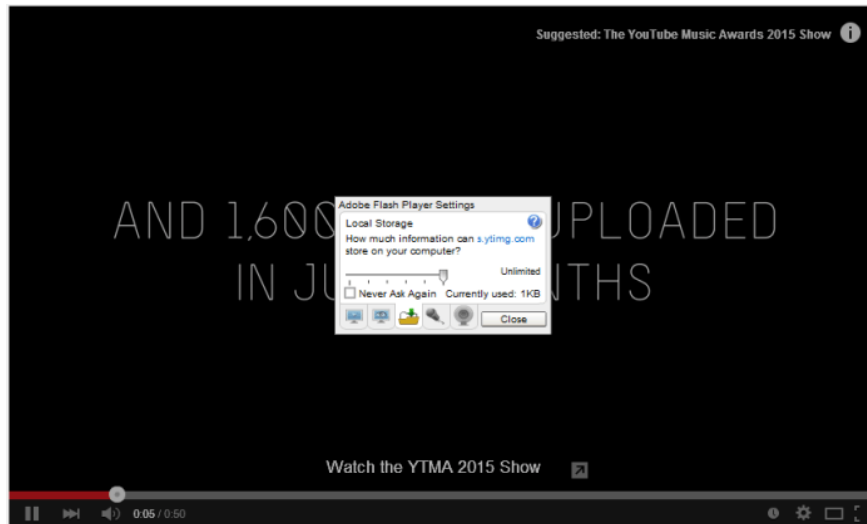 Suggested: The YouTube Music Awards 2015 Show
AND 1,600 UPLOADED
Adobe Flash Player Settings
Local Storage
How much information can s.ytimg.com
store on your computer?
Unlimited
Never Ask Again Currently used: 1KB
Close
IN
Watch the YTMA 2015 Show
0:05 / 0:50